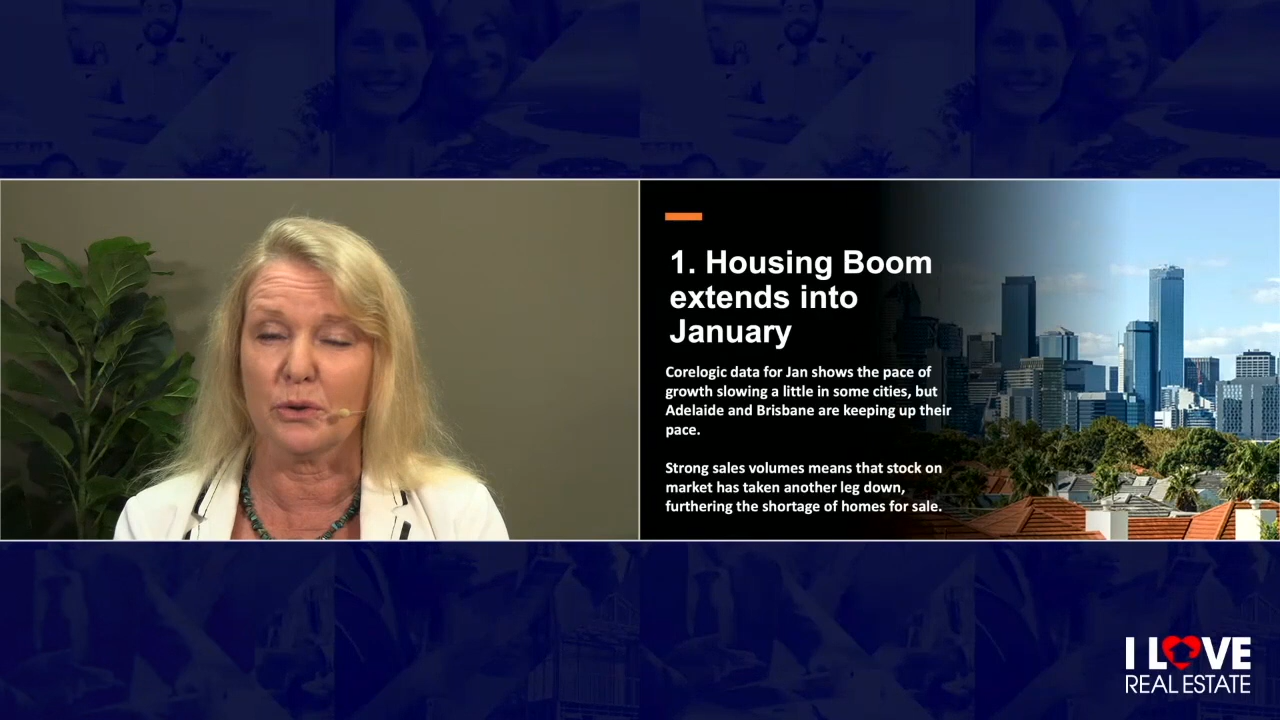 1. Housing Boom
extends into
January
Corelogic data for Jan shows the pace of
growth slowing a little in some cities, but
Adelaide and Brisbane are keeping up their
pace.
Strong sales volumes means that stock on
market has taken another leg down,
furthering the shortage of homes for sale.
I LOVE
REAL ESTATE